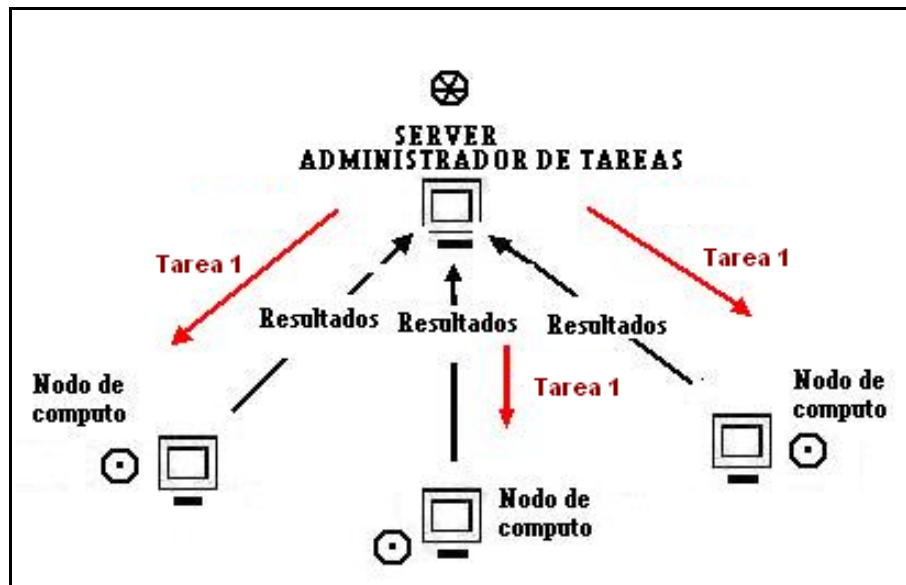 SERVER
ADMINISTRADOR DE TAREAS
Tarea 1
Tarea 1
Resultados
Resultados
Resultados
Tarea 1
Nodo de
computo
Nodo de
computo
Nodo de
computo